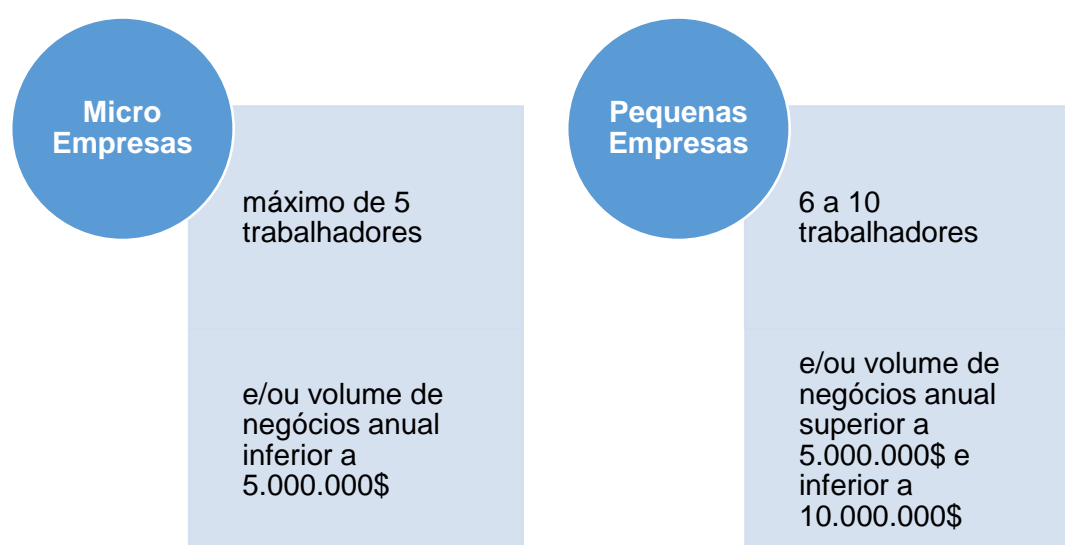 Micro
Empresas
máximo de 5
trabalhadores
e/ou volume de
negócios anual
inferior a
5.000.000$
Pequenas
Empresas
6 a 10
trabalhadores
e/ou volume de
negócios anual
superior a
5.000.000$ e
inferior a
10.000.000$